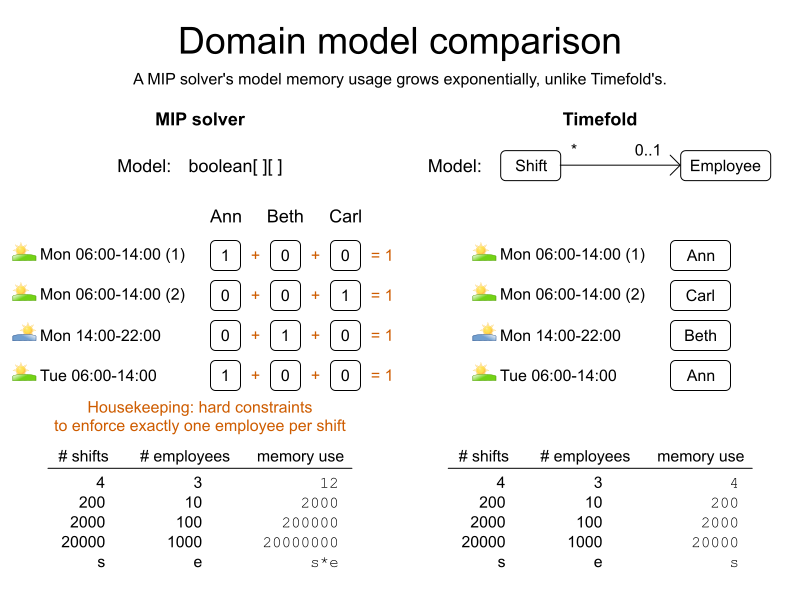 Domain model comparison
A MIP solver's model memory usage grows exponentially, unlike Timefold's.
MIP solver
Model: boolean[ ][ ]
Ann Beth Carl
Mon 06:00-14:00 (1) 1 + 0 + 0 = 1
Mon 06:00-14:00 (2) 0 + 0 + 1 = 1
Mon 14:00-22:00 0 + 1 + 0 = 1
Tue 06:00-14:00 1 + 0 + 0 = 1
Housekeeping: hard constraints
to enforce exactly one employee per shift
# shifts # employees memory use
4 3 12
200 10 2000
2000 100 200000
20000 1000 20000000
s e s*e
Timefold
Model: Shift * 0..1 Employee
Mon 06:00-14:00 (1) Ann
Mon 06:00-14:00 (2) Carl
Mon 14:00-22:00 Beth
Tue 06:00-14:00 Ann
# shifts # employees memory use
4 3 4
200 10 200
2000 100 2000
20000 1000 20000
s e s